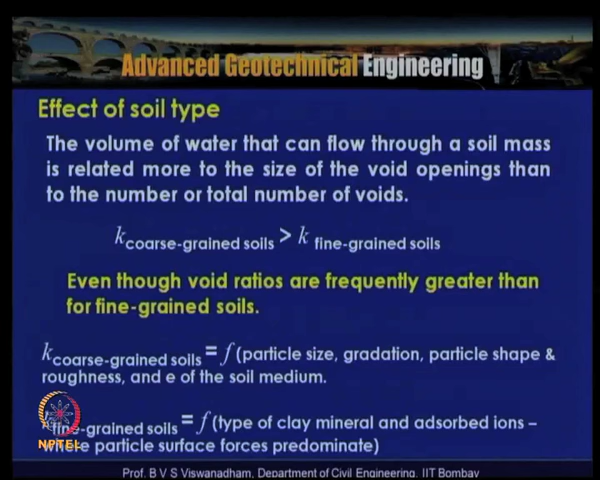 Advanced Geotechnical Engineering
Effect of soil type
The volume of water that can flow through a soil mass
is related more to the size of the void openings than
to the number or total number of voids.
k coarse-grained soils > k fine-grained soils
Even though void ratios are frequently greater than
for fine-grained soils.
k coarse-grained soils = f (particle size, gradation, particle shape &
roughness, and e of the soil medium.
fine-grained soils = f (type of clay mineral and adsorbed ions –
where particle surface forces predominate)
NPTEL
Prof. B V S Viswanadham, Department of Civil Engineering, IIT Bombay